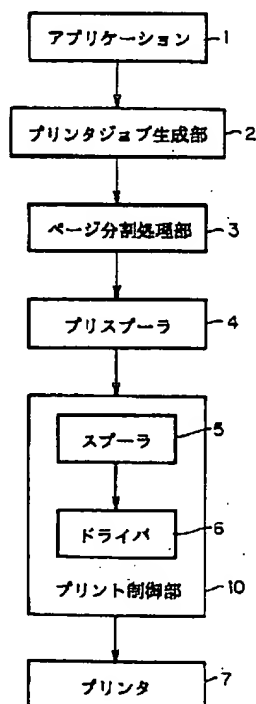 アプリケーション 1
プリンタジョブ生成部 2
ページ分割処理部 3
プリスプーラ 4
スプーラ 5
ドライバ 6
プリント制御部 10
プリンタ 7